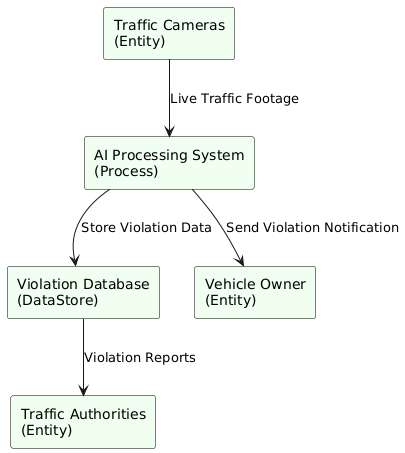 Traffic Cameras
(Entity)
Live Traffic Footage
AI Processing System
(Process)
Store Violation Data
Send Violation Notification
Violation Database
(DataStore)
Vehicle Owner
(Entity)
Violation Reports
Traffic Authorities
(Entity)